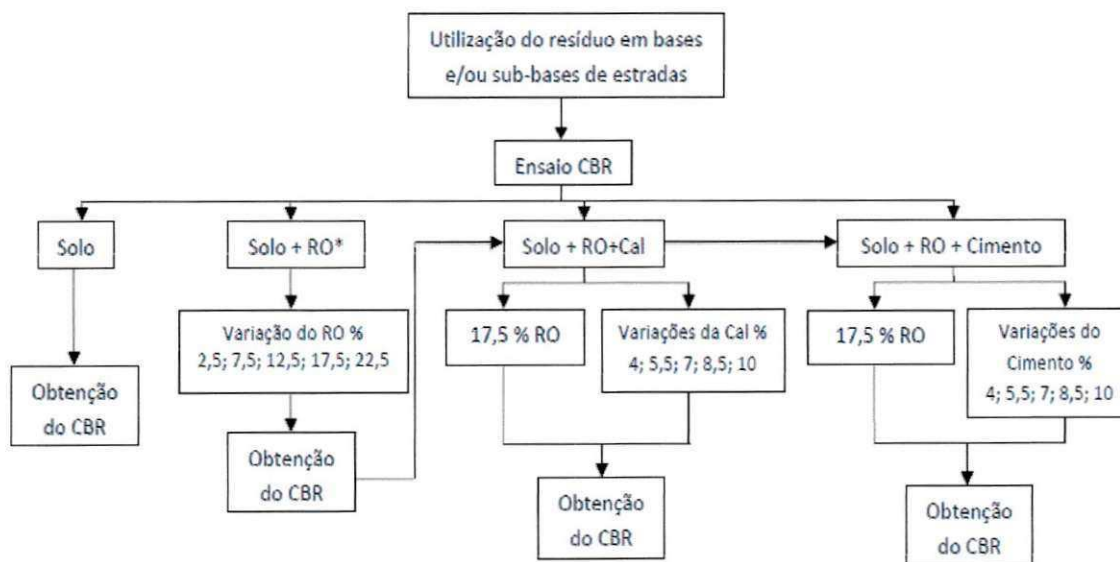 Utilização do resíduo em bases
e/ou sub-bases de estradas
Ensaio CBR
Solo
Solo + RO*
Solo + RO+Cal
Solo + RO + Cimento
Variação do RO %
2,5; 7,5; 12,5; 17,5; 22,5
17,5 % RO
Variações da Cal %
4; 5,5; 7; 8,5; 10
17,5 % RO
Variações do
Cimento %
4; 5,5; 7; 8,5; 10
Obtenção
do CBR
Obtenção
do CBR
Obtenção
do CBR
Obtenção
do CBR